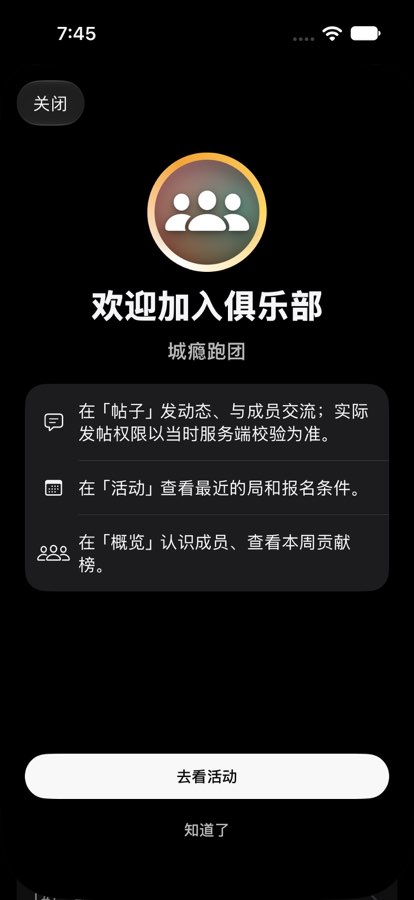 7:45
关闭
欢迎加入俱乐部
城瘾跑团
在「帖子」发动态、与成员交流；实际
发帖权限以当时服务端校验为准。
在「活动」查看最近的局和报名条件。
在「概览」认识成员、查看本周贡献
榜。
去看活动
知道了